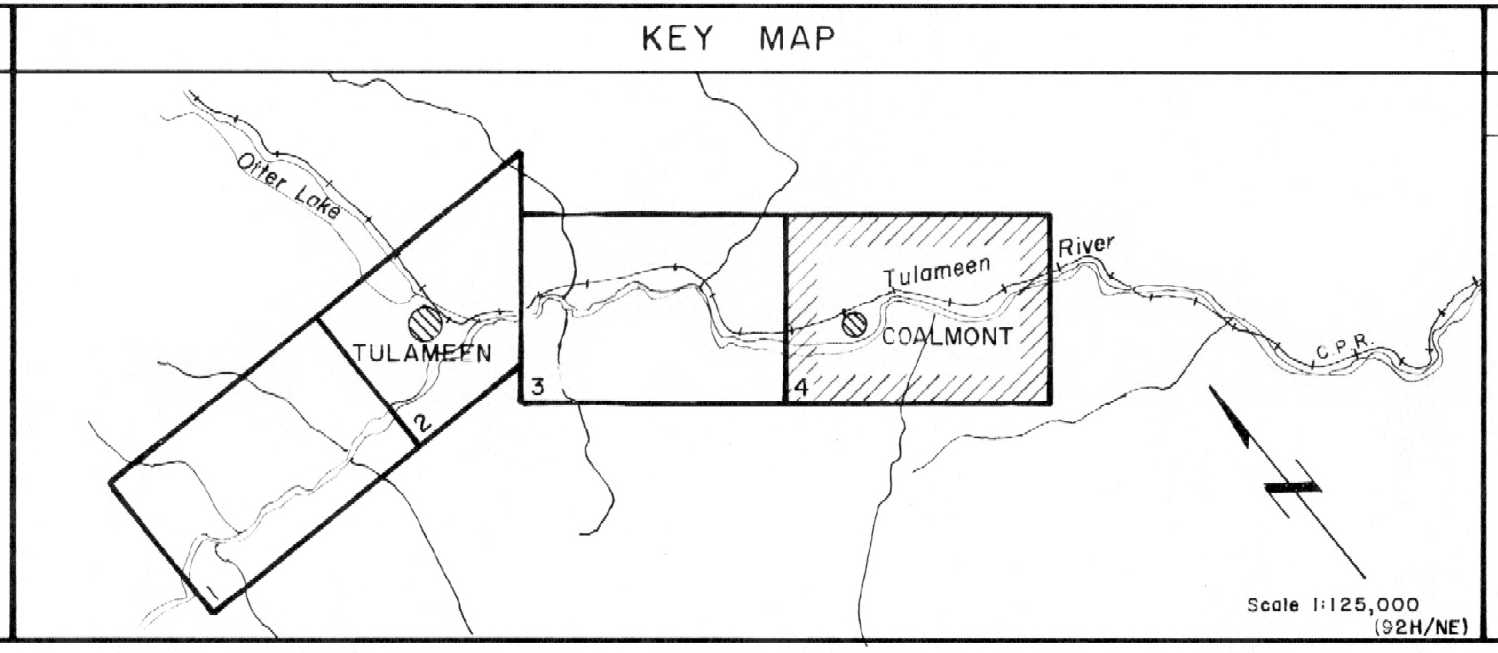 KEY MAP
Otter Lake
Tulameen River
TULAMEEN
COALMONT
C.P.R.
3
4
2
1
Scale 1:125,000
(92H/NE)